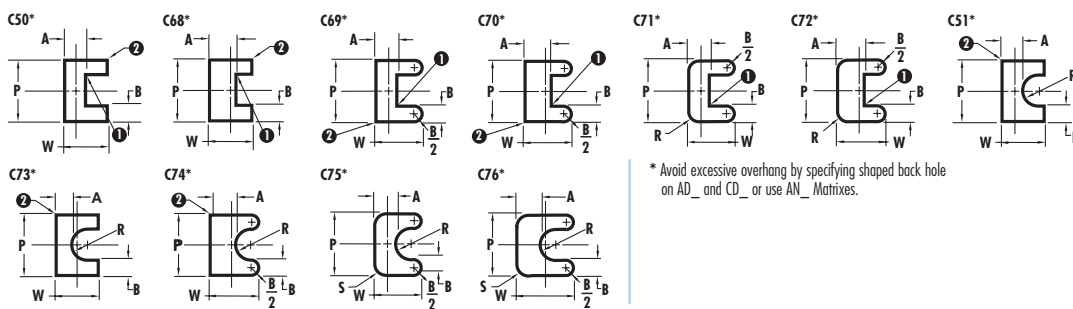 C50*
A
2
P
B
W
1
C68*
A
2
P
B
W
1
C69*
A
1
P
B
2
W
B
2
C70*
A
1
P
B
2
W
B
2
C71*
A
B
2
1
P
B
R
W
C72*
A
B
2
1
P
B
R
W
C51*
2
A
P
W
C73*
2
A
P
R
W
B
C74*
2
A
P
R
W
B
2
B
C75*
A
P
R
S
W
B
2
B
C76*
A
P
R
S
W
B
2
B
* Avoid excessive overhang by specifying shaped back hole
on AD_ and CD_ or use AN_ Matrixes.